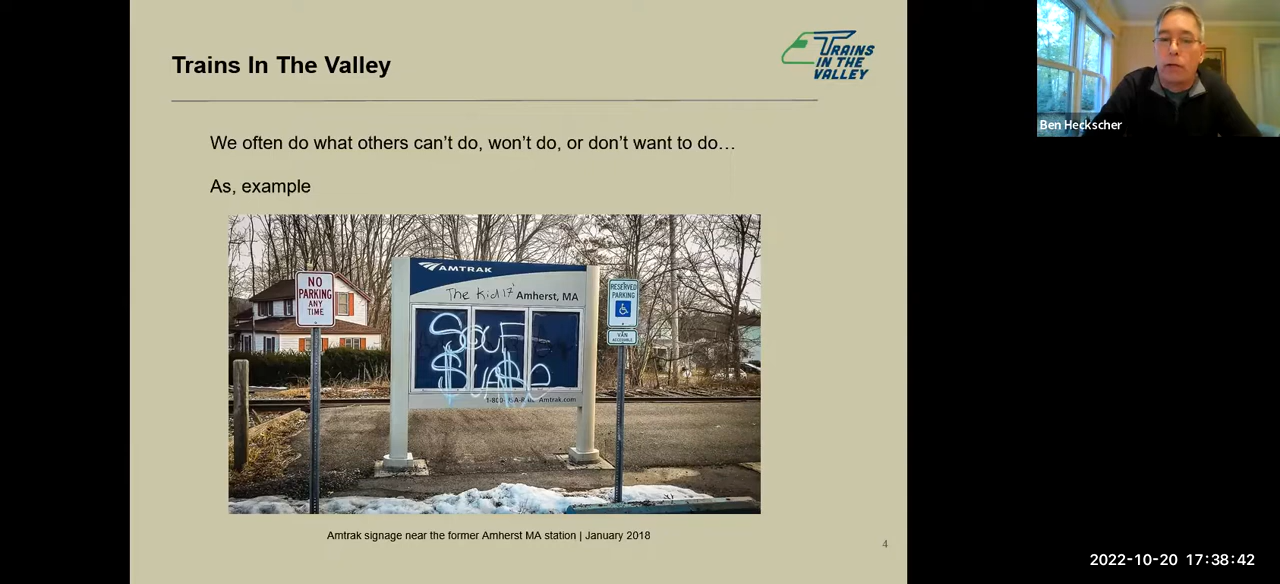 Trains In The Valley
TRAINS
IN THE
VALLEY
We often do what others can't do, won't do, or don't want to do…
As, example
NO
PARKING
ANY
TIME
AMTRAK
The Kid 17'
Amherst, MA
RESERVED
PARKING
VAN
ACCESSIBLE
Amtrak.com
Amtrak signage near the former Amherst MA station | January 2018
4
Ben Heckscher
2022-10-20 17:38:42